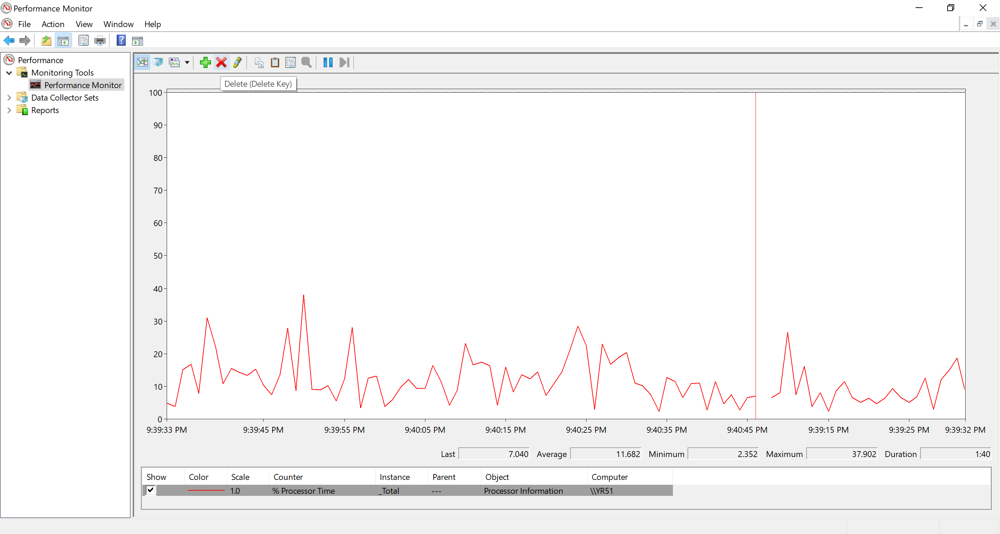 Performance Monitor
File Action View Window Help
Performance
Monitoring Tools
Performance Monitor
Data Collector Sets
Reports
Delete (Delete Key)
100
90
80
70
60
50
40
30
20
10
0
9:39:33 PM 9:39:45 PM 9:39:55 PM 9:40:05 PM 9:40:15 PM 9:40:25 PM 9:40:35 PM 9:40:45 PM 9:39:15 PM 9:39:25 PM 9:39:32 PM
Last 7.040 Average 11.682 Minimum 2.352 Maximum 37.902 Duration 1:40
Show Color Scale Counter Instance Parent Object Computer
1.0 % Processor Time _Total --- Processor Information \\YR51